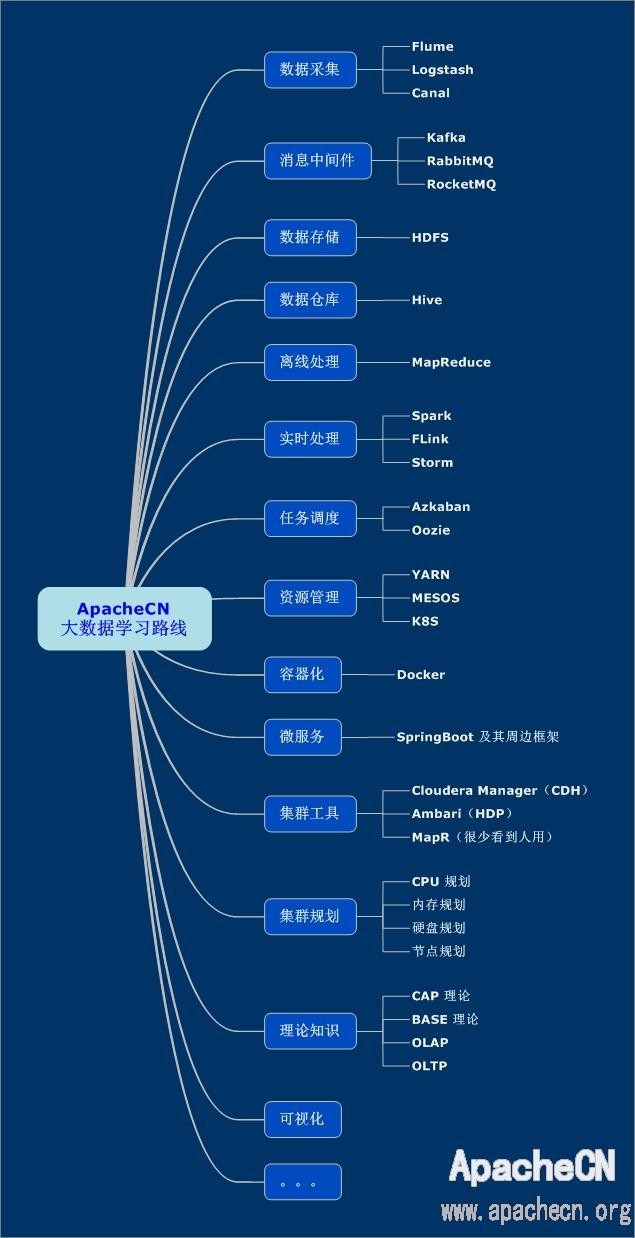 数据采集
Flume
Logstash
Canal
消息中间件
Kafka
RabbitMQ
RocketMQ
数据存储
HDFS
数据仓库
Hive
离线处理
MapReduce
实时处理
Spark
FLink
Storm
任务调度
Azkaban
Oozie
ApacheCN
大数据学习路线
资源管理
YARN
MESOS
K8S
容器化
Docker
微服务
SpringBoot 及其周边框架
集群工具
Cloudera Manager（CDH）
Ambari（HDP）
MapR（很少看到人用）
集群规划
CPU 规划
内存规划
硬盘规划
节点规划
理论知识
CAP 理论
BASE 理论
OLAP
OLTP
可视化
。。。
ApacheCN
www.apachecn.org